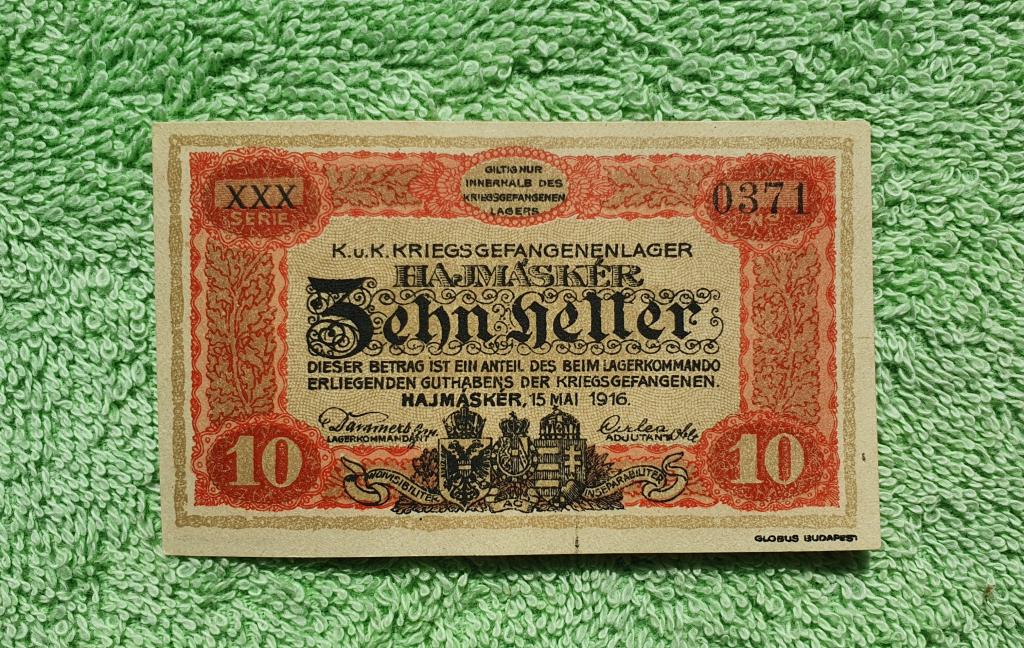 GILTIG NUR
INNERHALB DES
KRIEGSGEFANGENEN
LAGERS
XXX
SERIE
0371
K.u.K. KRIEGSGEFANGENENLAGER
HAJMÁSKÉR
Zehn Heller
DIESER BETRAG IST EIN ANTEIL DES BEIM LAGERKOMMANDO
ERLIEGENDEN GUTHABENS DER KRIEGSGEFANGENEN.
HAJMÁSKÉR, 15 MAI 1916.
LAGERKOMMANDANT
ADJUTANT
10
10
INDIVISIBILITER
INSEPARABILITER
GLOBUS BUDAPEST